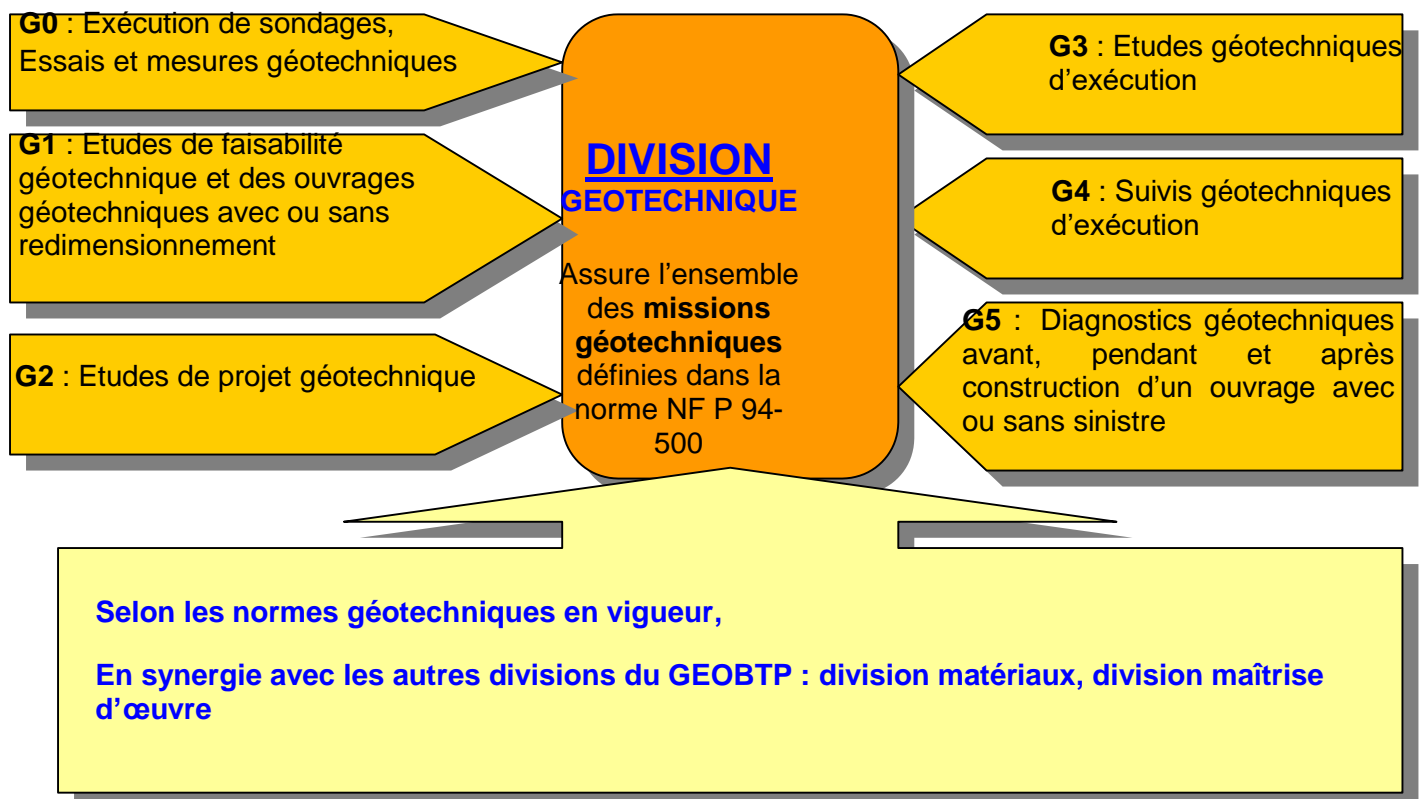 G0 : Exécution de sondages,
Essais et mesures géotechniques
G1 : Etudes de faisabilité
géotechnique et des ouvrages
géotechniques avec ou sans
redimensionnement
G2 : Etudes de projet géotechnique
DIVISION
GEOTECHNIQUE
Assure l’ensemble
des missions
géotechniques
définies dans la
norme NF P 94-
500
G3 : Etudes géotechniques
d’exécution
G4 : Suivis géotechniques
d’exécution
G5 : Diagnostics géotechniques
avant, pendant et après
construction d’un ouvrage avec
ou sans sinistre
Selon les normes géotechniques en vigueur,
En synergie avec les autres divisions du GEOBTP : division matériaux, division maîtrise
d’œuvre